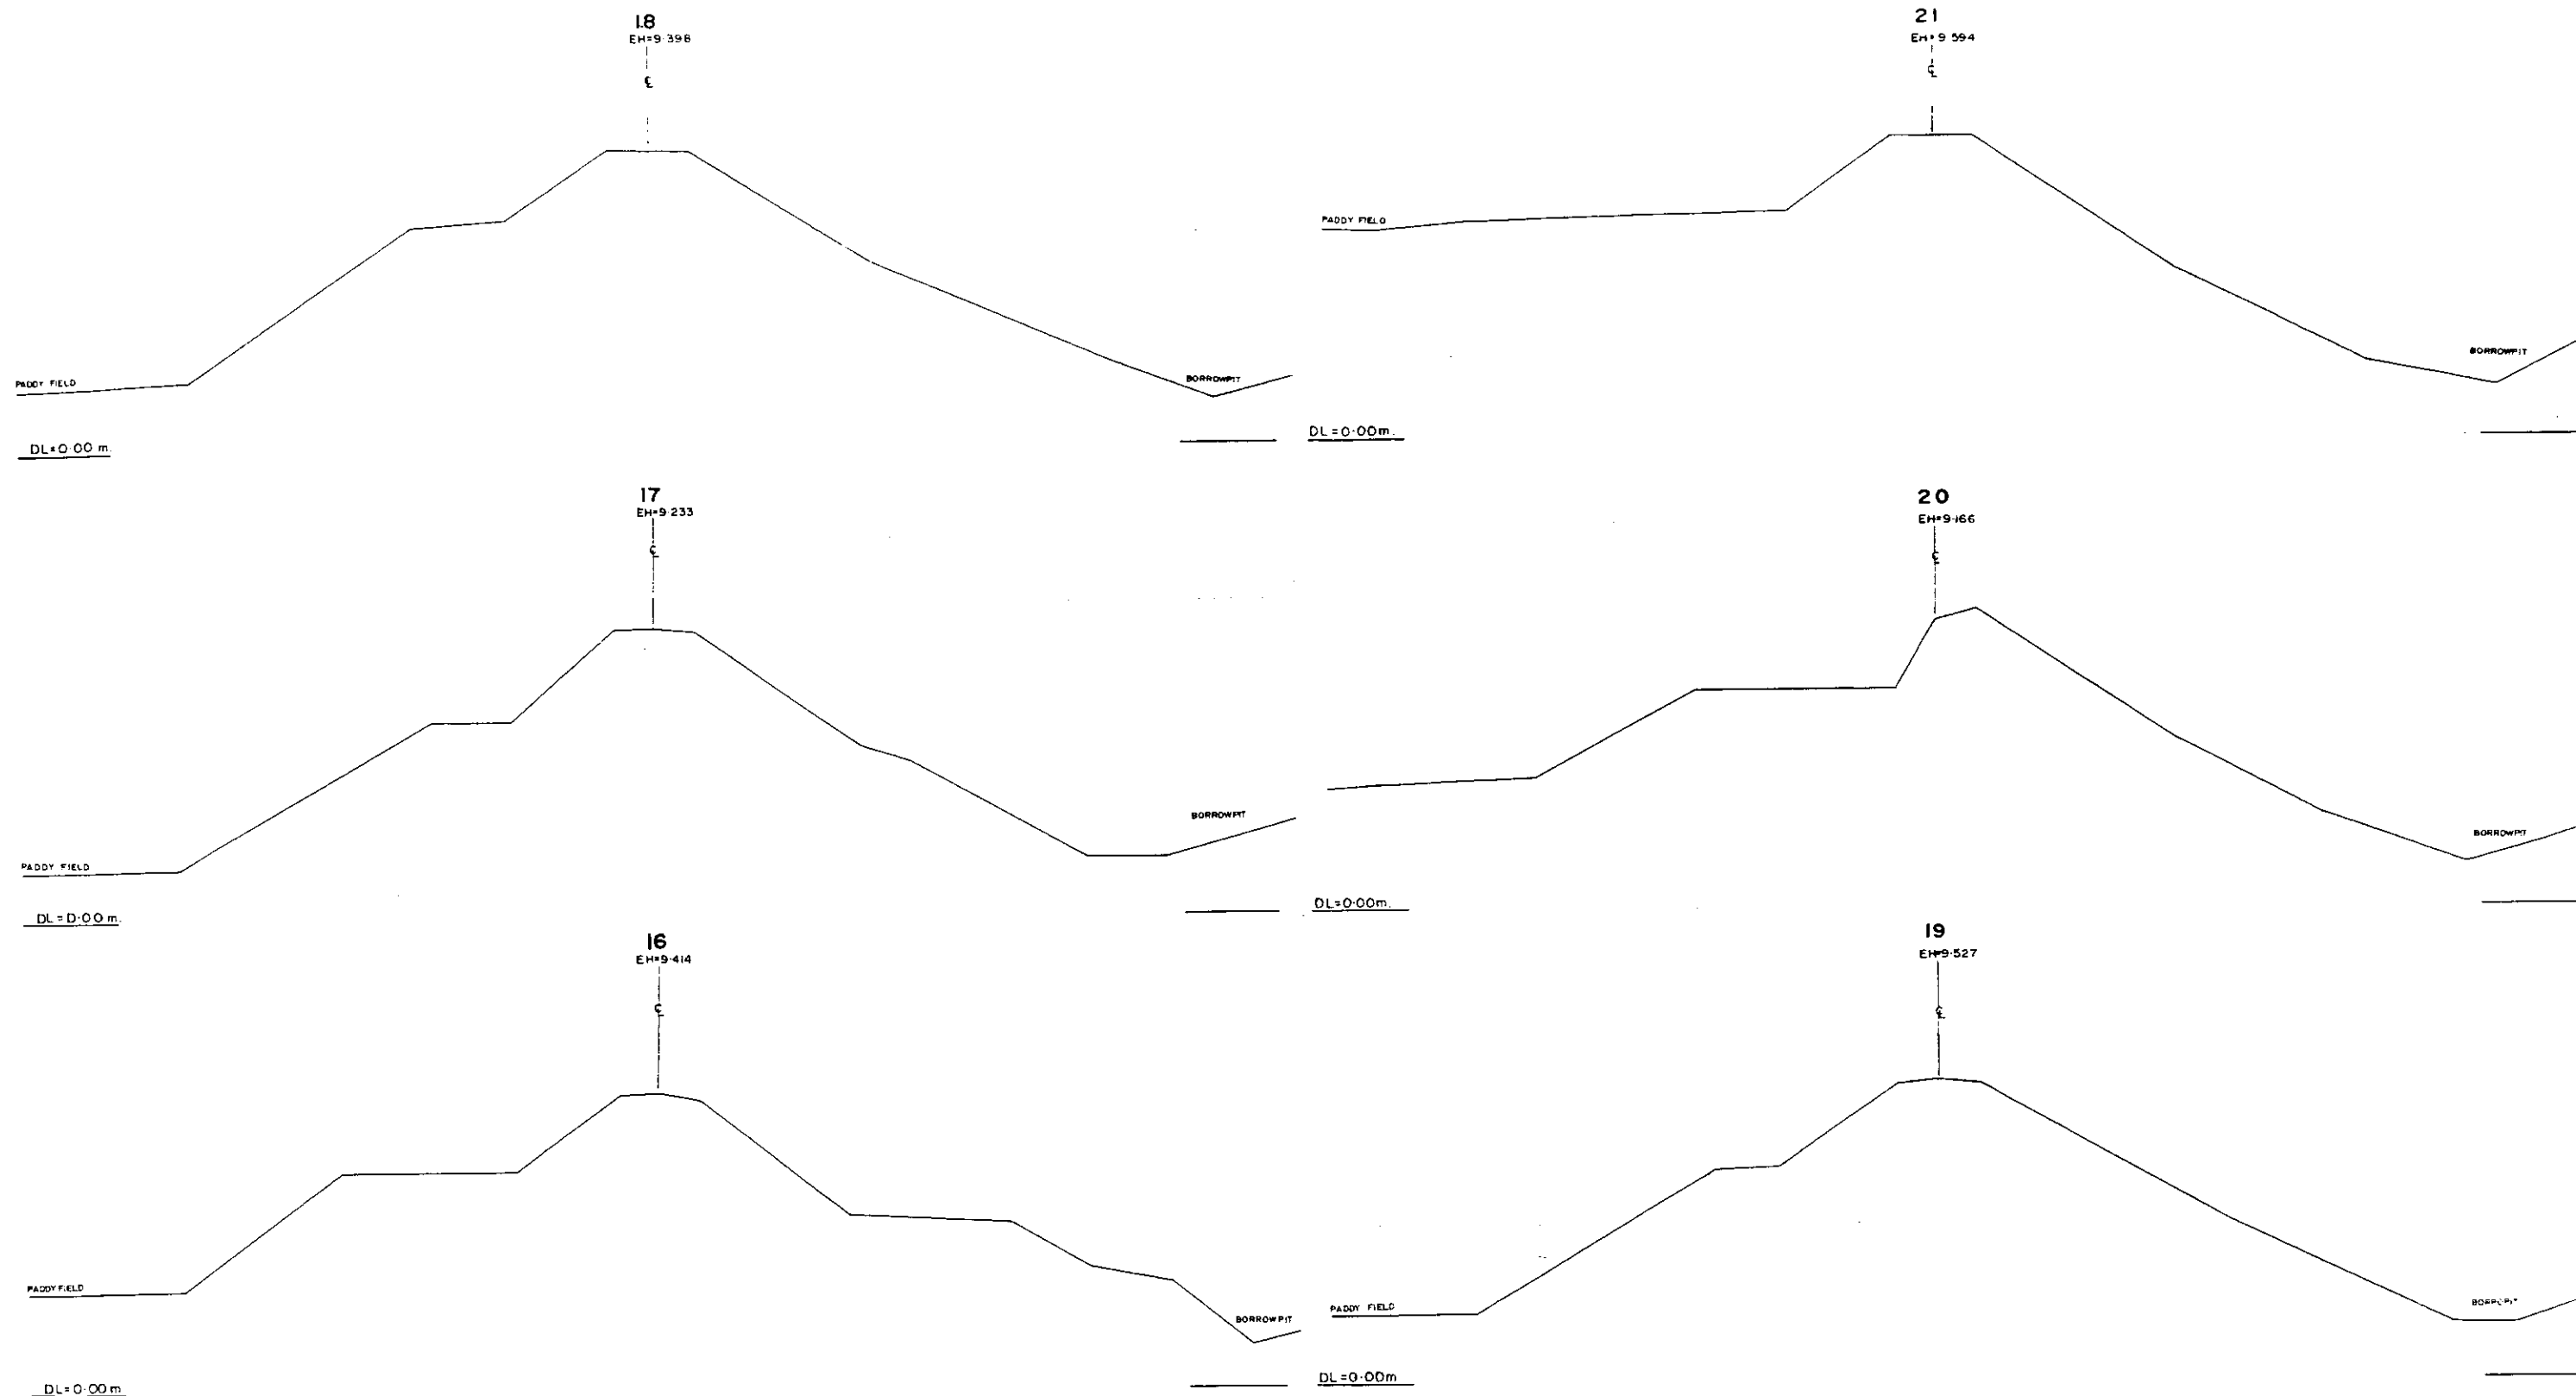 18
EH=9.398
℄
PADDY FIELD
BORROWPIT
DL=0.00 m.
21
EH=9.594
℄
PADDY FIELD
BORROWPIT
DL=0.00m.
17
EH=9.233
℄
PADDY FIELD
BORROWPIT
DL=0.00 m.
20
EH=9.166
℄
BORROWPIT
DL=0.00m.
16
EH=9.414
℄
PADDY FIELD
BORROWPIT
DL=0.00 m
19
EH=9.527
℄
PADDY FIELD
DL=0.00m